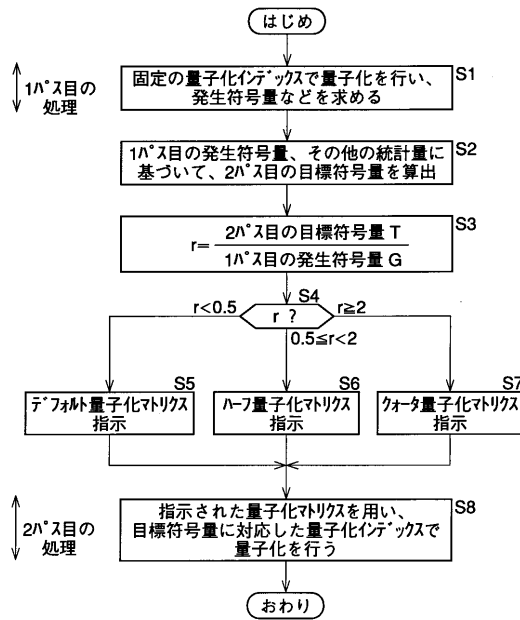 はじめ
1パス目の
処理
固定の量子化インデックスで量子化を行い、
発生符号量などを求める
S1
1パス目の発生符号量、その他の統計量に
基づいて、2パス目の目標符号量を算出
S2
r= 2パス目の目標符号量 T
1パス目の発生符号量 G
S3
S4
r<0.5
r ?
r≧2
0.5≦r<2
S5
S6
S7
デフォルト量子化マトリクス
指示
ハーフ量子化マトリクス
指示
クォータ量子化マトリクス
指示
2パス目の
処理
指示された量子化マトリクスを用い、
目標符号量に対応した量子化インデックスで
量子化を行う
S8
おわり